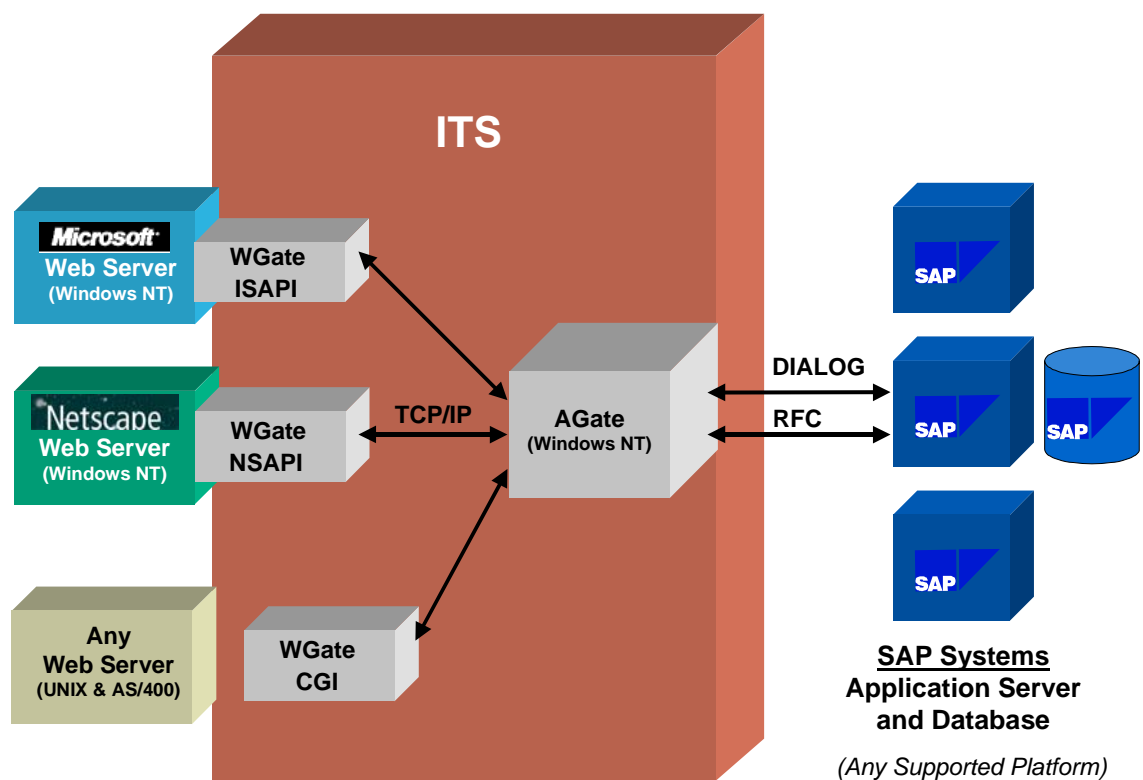 ITS
Microsoft
Web Server
(Windows NT)
WGate
ISAPI
Netscape
Web Server
(Windows NT)
WGate
NSAPI
TCP/IP
AGate
(Windows NT)
DIALOG
RFC
SAP
SAP
SAP
SAP
Any
Web Server
(UNIX & AS/400)
WGate
CGI
SAP Systems
Application Server
and Database
(Any Supported Platform)